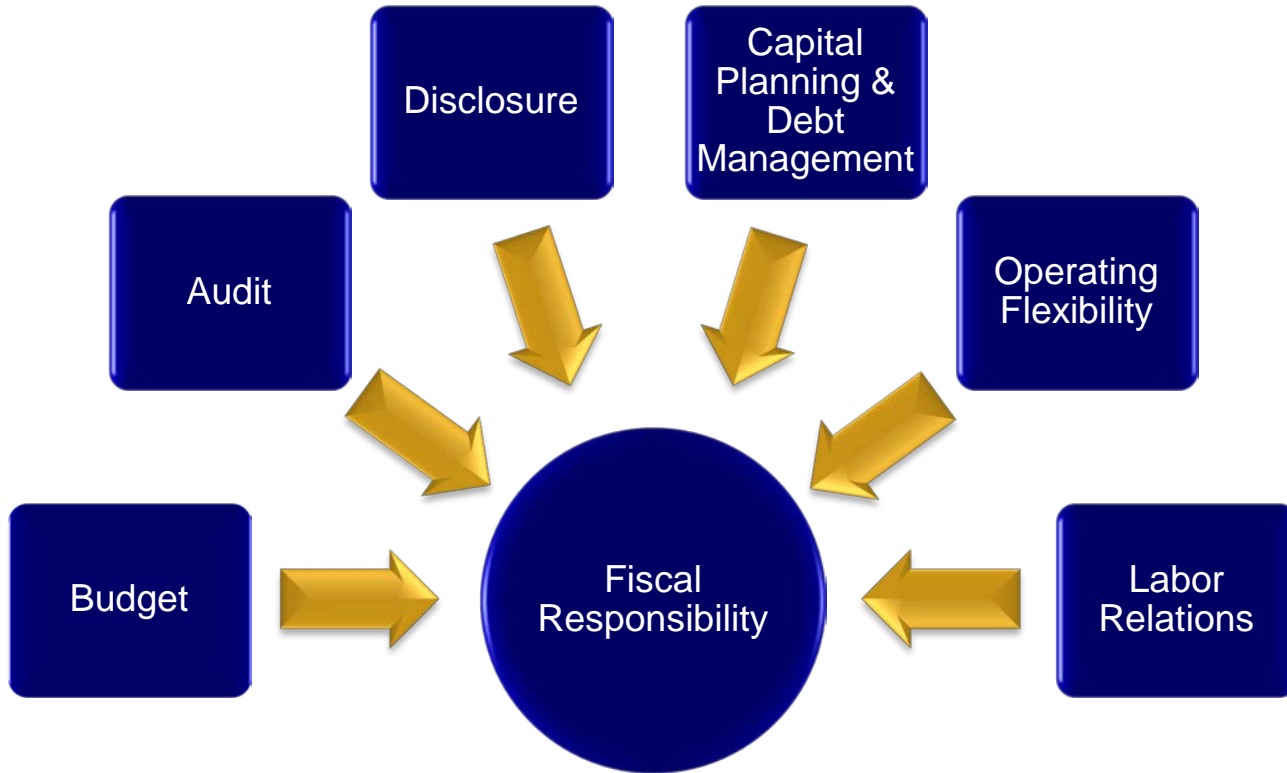 Disclosure
Capital
Planning &
Debt
Management
Audit
Operating
Flexibility
Budget
Fiscal
Responsibility
Labor
Relations